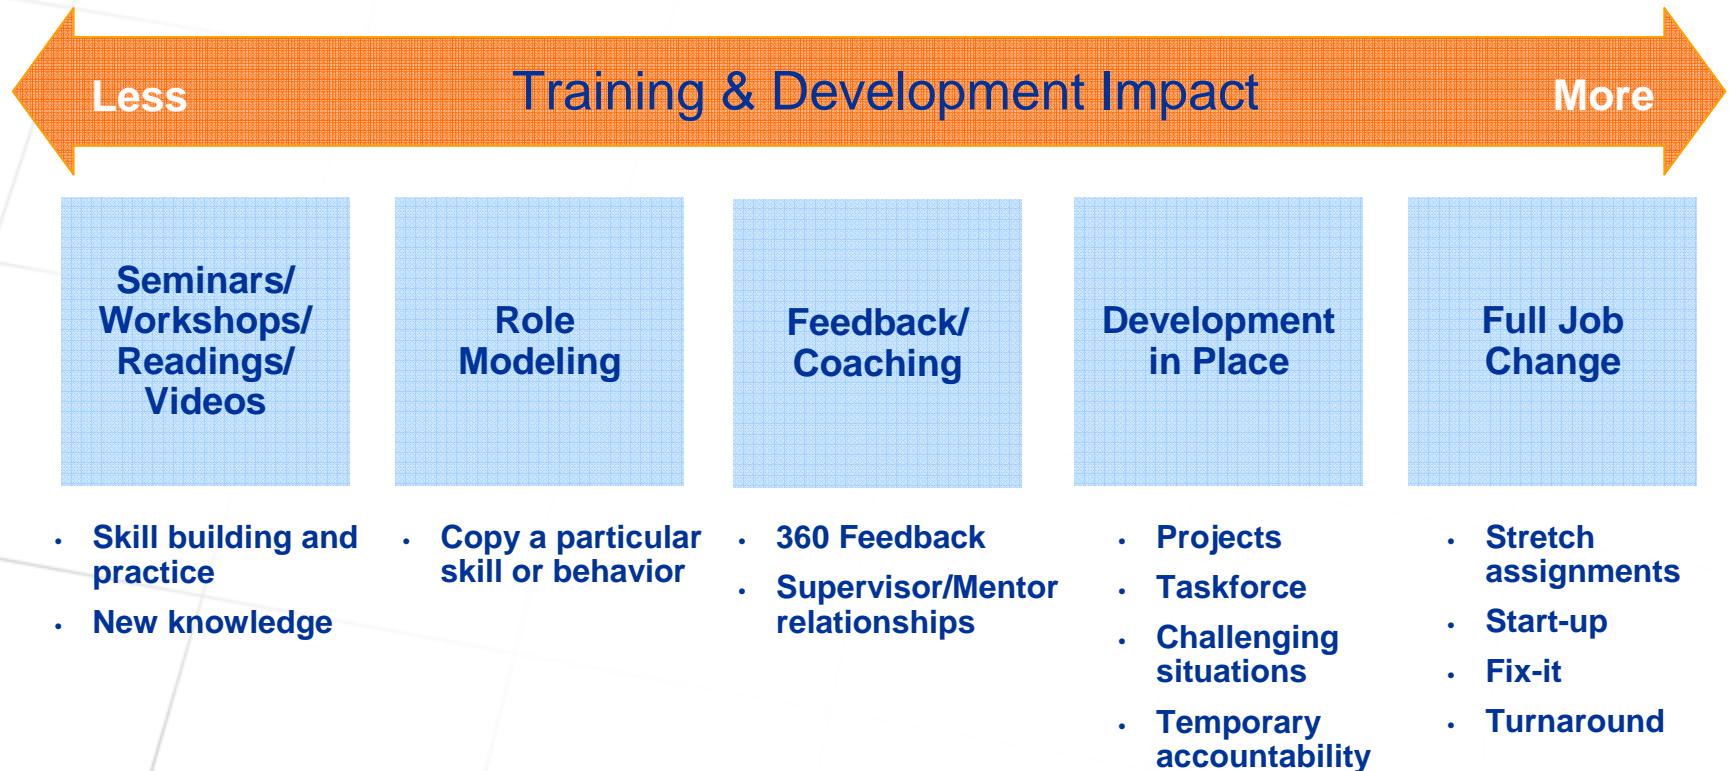 Less
Training & Development Impact
More
Seminars/
Workshops/
Readings/
Videos
Role
Modeling
Feedback/
Coaching
Development
in Place
Full Job
Change
• Skill building and
practice
• New knowledge
• Copy a particular
skill or behavior
• 360 Feedback
• Supervisor/Mentor
relationships
• Projects
• Taskforce
• Challenging
situations
• Temporary
accountability
• Stretch
assignments
• Start-up
• Fix-it
• Turnaround